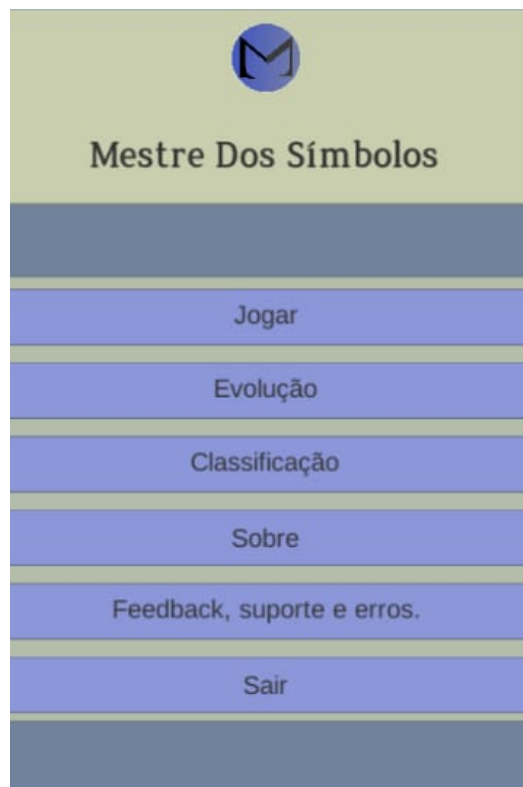 M
Mestre Dos Símbolos
Jogar
Evolução
Classificação
Sobre
Feedback, suporte e erros.
Sair